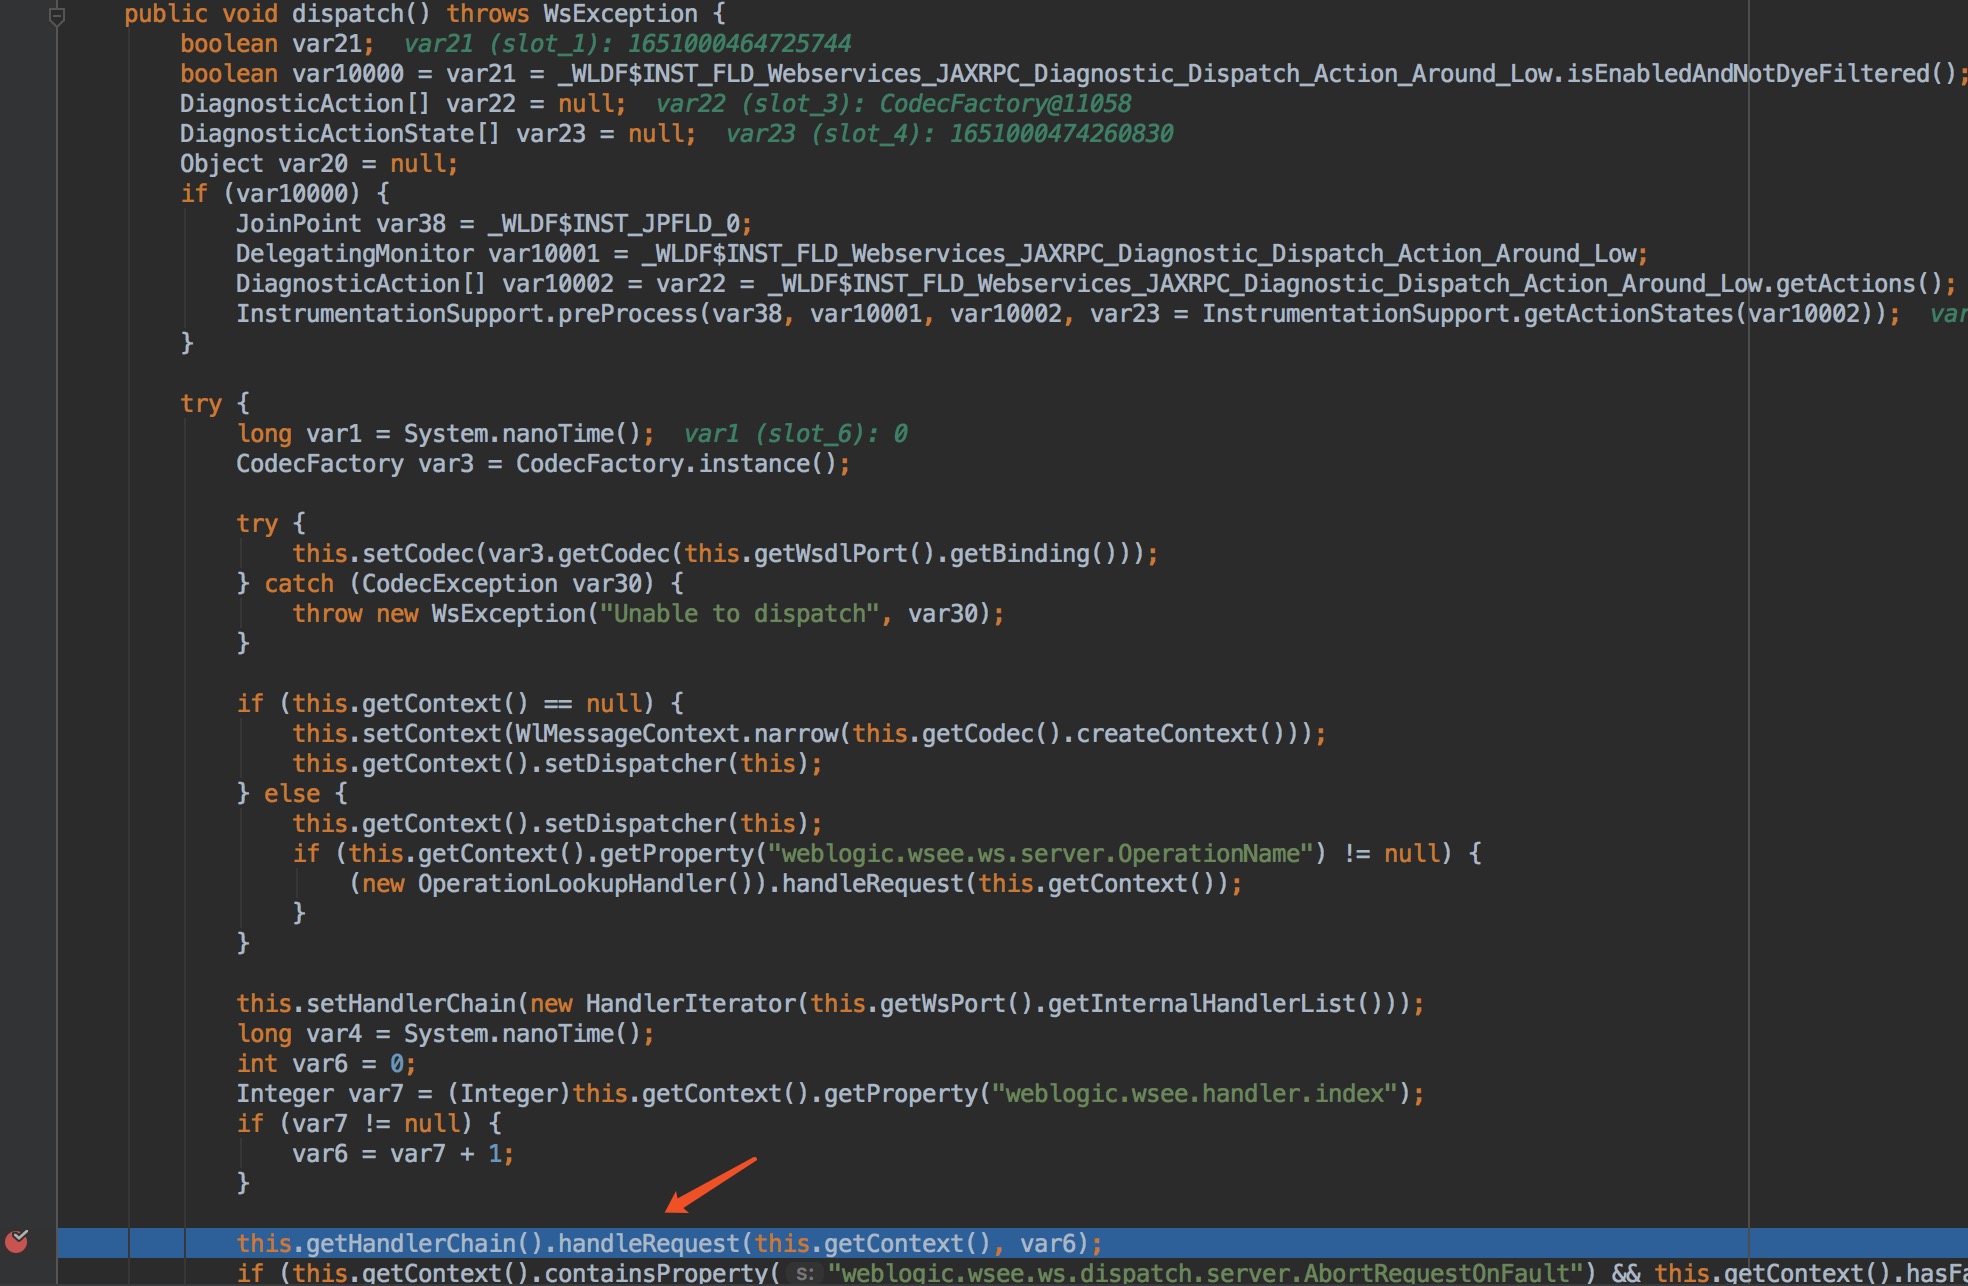 public void dispatch() throws WsException {
boolean var21;  var21 (slot_1): 1651000464725744
boolean var10000 = var21 = _WLDF$INST_FLD_Webservices_JAXRPC_Diagnostic_Dispatch_Action_Around_Low.isEnabledAndNotDyeFiltered();
DiagnosticAction[] var22 = null;  var22 (slot_3): CodecFactory@11058
DiagnosticActionState[] var23 = null;  var23 (slot_4): 1651000474260830
Object var20 = null;
if (var10000) {
JoinPoint var38 = _WLDF$INST_JPFLD_0;
DelegatingMonitor var10001 = _WLDF$INST_FLD_Webservices_JAXRPC_Diagnostic_Dispatch_Action_Around_Low;
DiagnosticAction[] var10002 = var22 = _WLDF$INST_FLD_Webservices_JAXRPC_Diagnostic_Dispatch_Action_Around_Low.getActions();
InstrumentationSupport.preProcess(var38, var10001, var10002, var23 = InstrumentationSupport.getActionStates(var10002));  var
}
try {
long var1 = System.nanoTime();  var1 (slot_6): 0
CodecFactory var3 = CodecFactory.instance();
try {
this.setCodec(var3.getCodec(this.getWsdlPort().getBinding()));
} catch (CodecException var30) {
throw new WsException("Unable to dispatch", var30);
}
if (this.getContext() == null) {
this.setContext(WlMessageContext.narrow(this.getCodec().createContext()));
this.getContext().setDispatcher(this);
} else {
this.getContext().setDispatcher(this);
if (this.getContext().getProperty("weblogic.wsee.ws.server.OperationName") != null) {
(new OperationLookupHandler()).handleRequest(this.getContext());
}
}
this.setHandlerChain(new HandlerIterator(this.getWsPort().getInternalHandlerList()));
long var4 = System.nanoTime();
int var6 = 0;
Integer var7 = (Integer)this.getContext().getProperty("weblogic.wsee.handler.index");
if (var7 != null) {
var6 = var7 + 1;
}
this.getHandlerChain().handleRequest(this.getContext(), var6);
if (this.getContext().containsProperty( s: "weblogic.wsee.ws.dispatch.server.AbortRequestOnFault") && this.getContext().hasFa